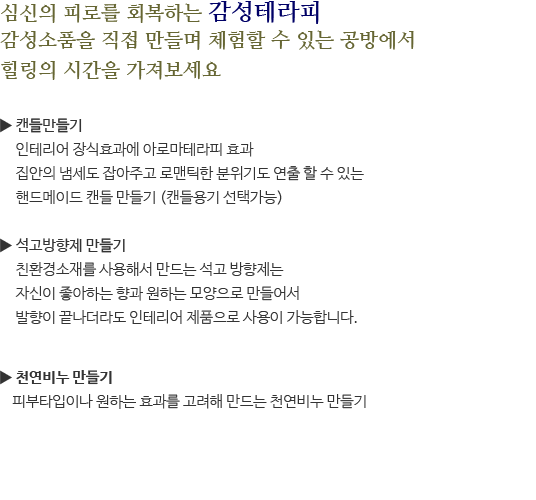 심신의 피로를 회복하는 감성테라피
감성소품을 직접 만들며 체험할 수 있는 공방에서
힐링의 시간을 가져보세요
▶ 캔들만들기
인테리어 장식효과에 아로마테라피 효과
집안의 냄세도 잡아주고 로맨틱한 분위기도 연출 할 수 있는
핸드메이드 캔들 만들기 (캔들용기 선택가능)
▶ 석고방향제 만들기
친환경소재를 사용해서 만드는 석고 방향제는
자신이 좋아하는 향과 원하는 모양으로 만들어서
발향이 끝나더라도 인테리어 제품으로 사용이 가능합니다.
▶ 천연비누 만들기
피부타입이나 원하는 효과를 고려해 만드는 천연비누 만들기